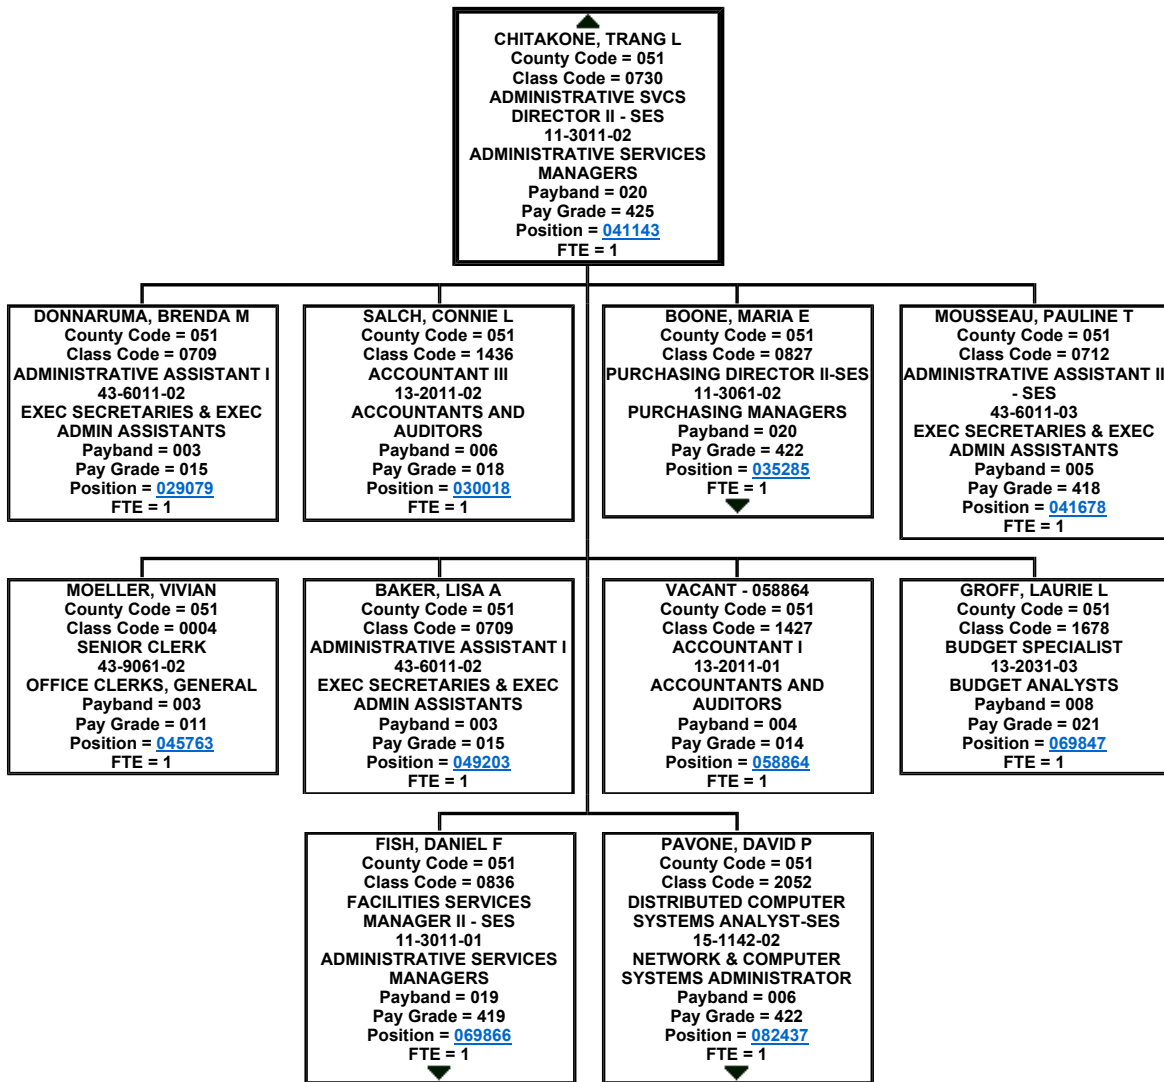 CHITAKONE, TRANG L
County Code = 051
Class Code = 0730
ADMINISTRATIVE SVCS
DIRECTOR II - SES
11-3011-02
ADMINISTRATIVE SERVICES
MANAGERS
Payband = 020
Pay Grade = 425
Position = 041143
FTE = 1
DONNARUMA, BRENDA M
County Code = 051
Class Code = 0709
ADMINISTRATIVE ASSISTANT I
43-6011-02
EXEC SECRETARIES & EXEC
ADMIN ASSISTANTS
Payband = 003
Pay Grade = 015
Position = 029079
FTE = 1
SALCH, CONNIE L
County Code = 051
Class Code = 1436
ACCOUNTANT III
13-2011-02
ACCOUNTANTS AND
AUDITORS
Payband = 006
Pay Grade = 018
Position = 030018
FTE = 1
BOONE, MARIA E
County Code = 051
Class Code = 0827
PURCHASING DIRECTOR II-SES
11-3061-02
PURCHASING MANAGERS
Payband = 020
Pay Grade = 422
Position = 035285
FTE = 1
MOUSSEAU, PAULINE T
County Code = 051
Class Code = 0712
ADMINISTRATIVE ASSISTANT II
- SES
43-6011-03
EXEC SECRETARIES & EXEC
ADMIN ASSISTANTS
Payband = 005
Pay Grade = 418
Position = 041678
FTE = 1
MOELLER, VIVIAN
County Code = 051
Class Code = 0004
SENIOR CLERK
43-9061-02
OFFICE CLERKS, GENERAL
Payband = 003
Pay Grade = 011
Position = 045763
FTE = 1
BAKER, LISA A
County Code = 051
Class Code = 0709
ADMINISTRATIVE ASSISTANT I
43-6011-02
EXEC SECRETARIES & EXEC
ADMIN ASSISTANTS
Payband = 003
Pay Grade = 015
Position = 049203
FTE = 1
VACANT - 058864
County Code = 051
Class Code = 1427
ACCOUNTANT I
13-2011-01
ACCOUNTANTS AND
AUDITORS
Payband = 004
Pay Grade = 014
Position = 058864
FTE = 1
GROFF, LAURIE L
County Code = 051
Class Code = 1678
BUDGET SPECIALIST
13-2031-03
BUDGET ANALYSTS
Payband = 008
Pay Grade = 021
Position = 069847
FTE = 1
FISH, DANIEL F
County Code = 051
Class Code = 0836
FACILITIES SERVICES
MANAGER II - SES
11-3011-01
ADMINISTRATIVE SERVICES
MANAGERS
Payband = 019
Pay Grade = 419
Position = 069866
FTE = 1
PAVONE, DAVID P
County Code = 051
Class Code = 2052
DISTRIBUTED COMPUTER
SYSTEMS ANALYST-SES
15-1142-02
NETWORK & COMPUTER
SYSTEMS ADMINISTRATOR
Payband = 006
Pay Grade = 422
Position = 082437
FTE = 1